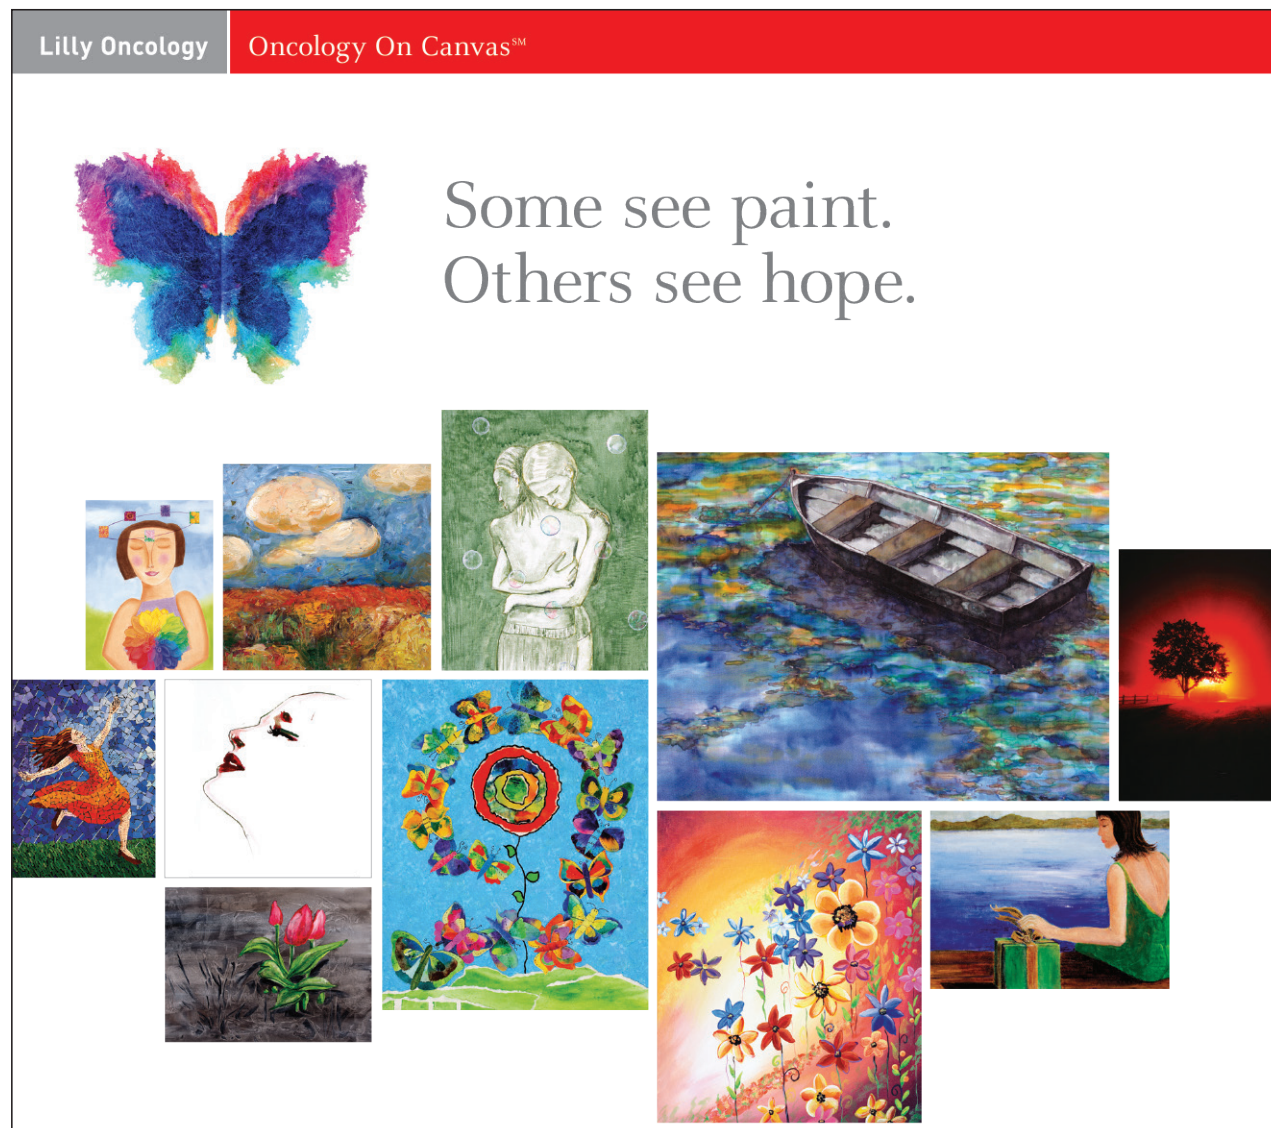 Lilly Oncology
Oncology On Canvas℠
Some see paint.
Others see hope.